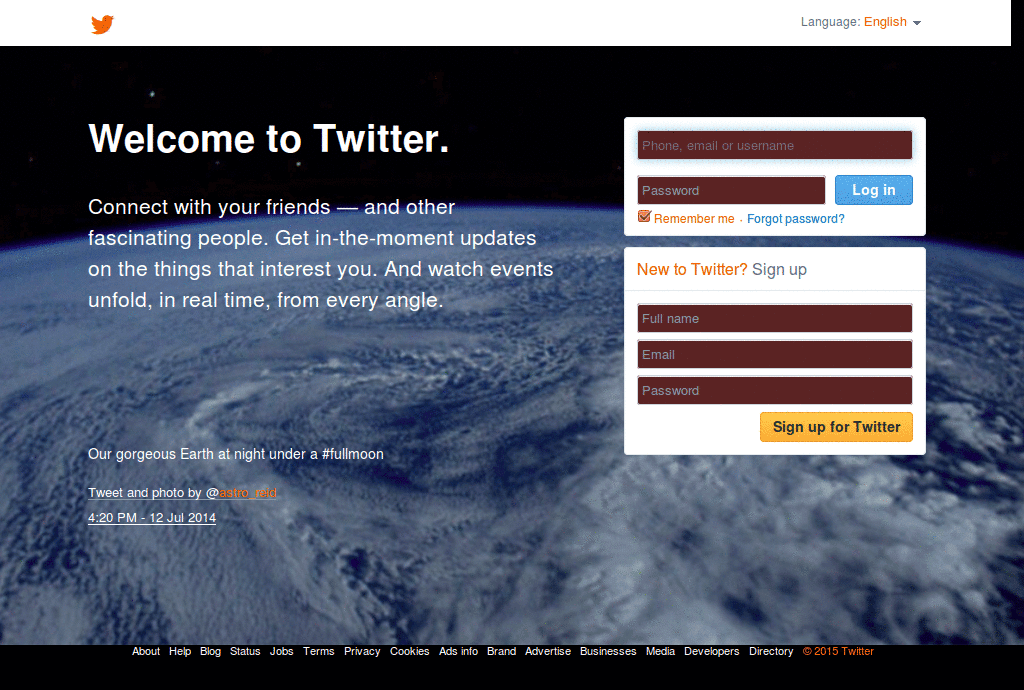 Language: English
Welcome to Twitter.
Connect with your friends — and other
fascinating people. Get in-the-moment updates
on the things that interest you. And watch events
unfold, in real time, from every angle.
Phone, email or username
Password
Log in
Remember me · Forgot password?
New to Twitter? Sign up
Full name
Email
Password
Sign up for Twitter
Our gorgeous Earth at night under a #fullmoon
Tweet and photo by @astro_reid
4:20 PM - 12 Jul 2014
About Help Blog Status Jobs Terms Privacy Cookies Ads info Brand Advertise Businesses Media Developers Directory © 2015 Twitter